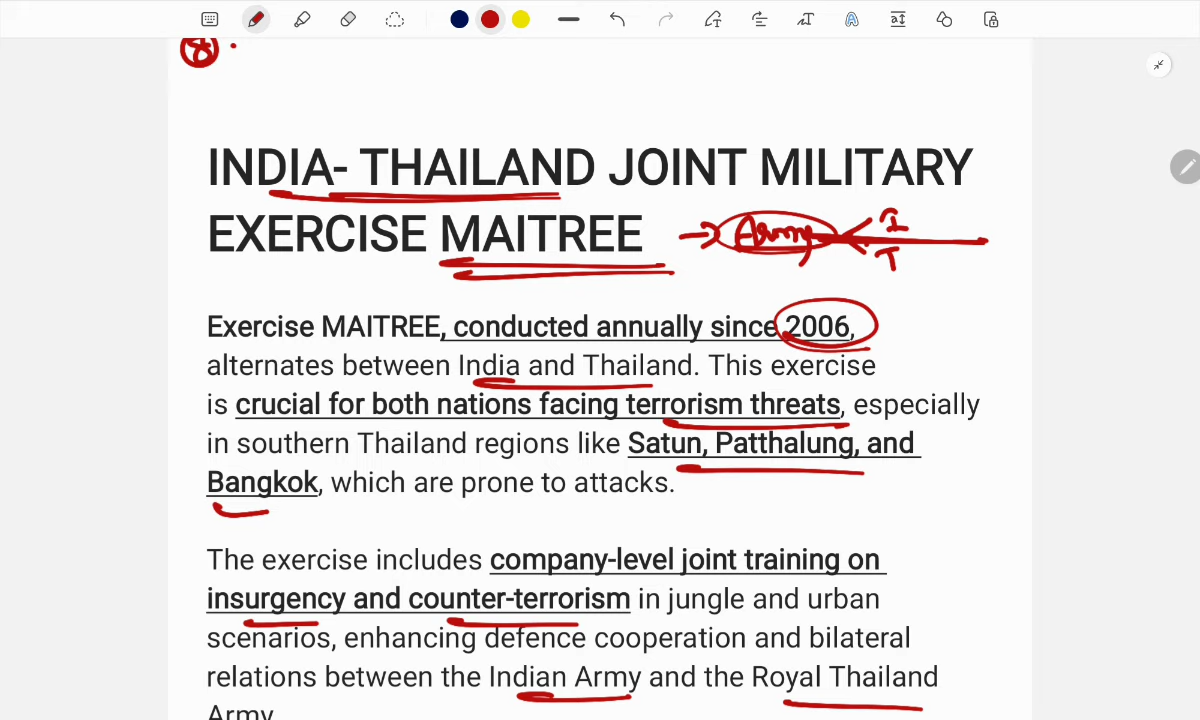 INDIA- THAILAND JOINT MILITARY
EXERCISE MAITREE
Army
I
T
Exercise MAITREE, conducted annually since 2006,
alternates between India and Thailand. This exercise
is crucial for both nations facing terrorism threats, especially
in southern Thailand regions like Satun, Patthalung, and
Bangkok, which are prone to attacks.
The exercise includes company-level joint training on
insurgency and counter-terrorism in jungle and urban
scenarios, enhancing defence cooperation and bilateral
relations between the Indian Army and the Royal Thailand
Army.